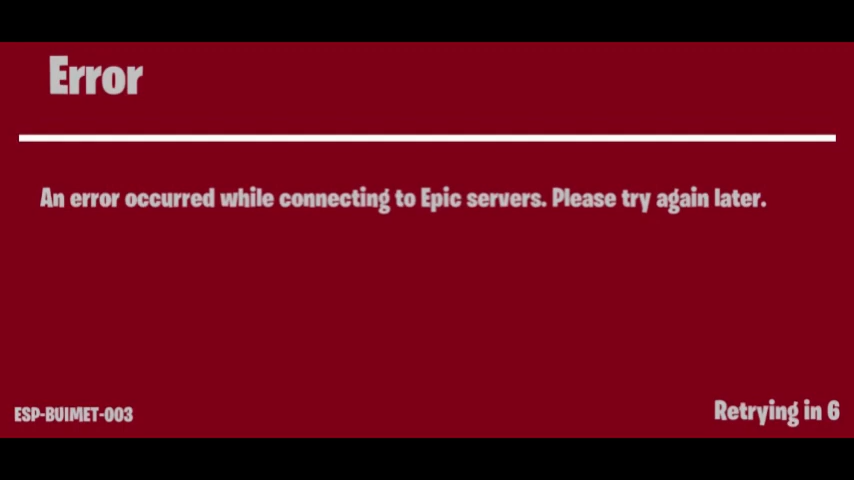 Error
An error occurred while connecting to Epic servers. Please try again later.
ESP-BUIMET-003
Retrying in 6